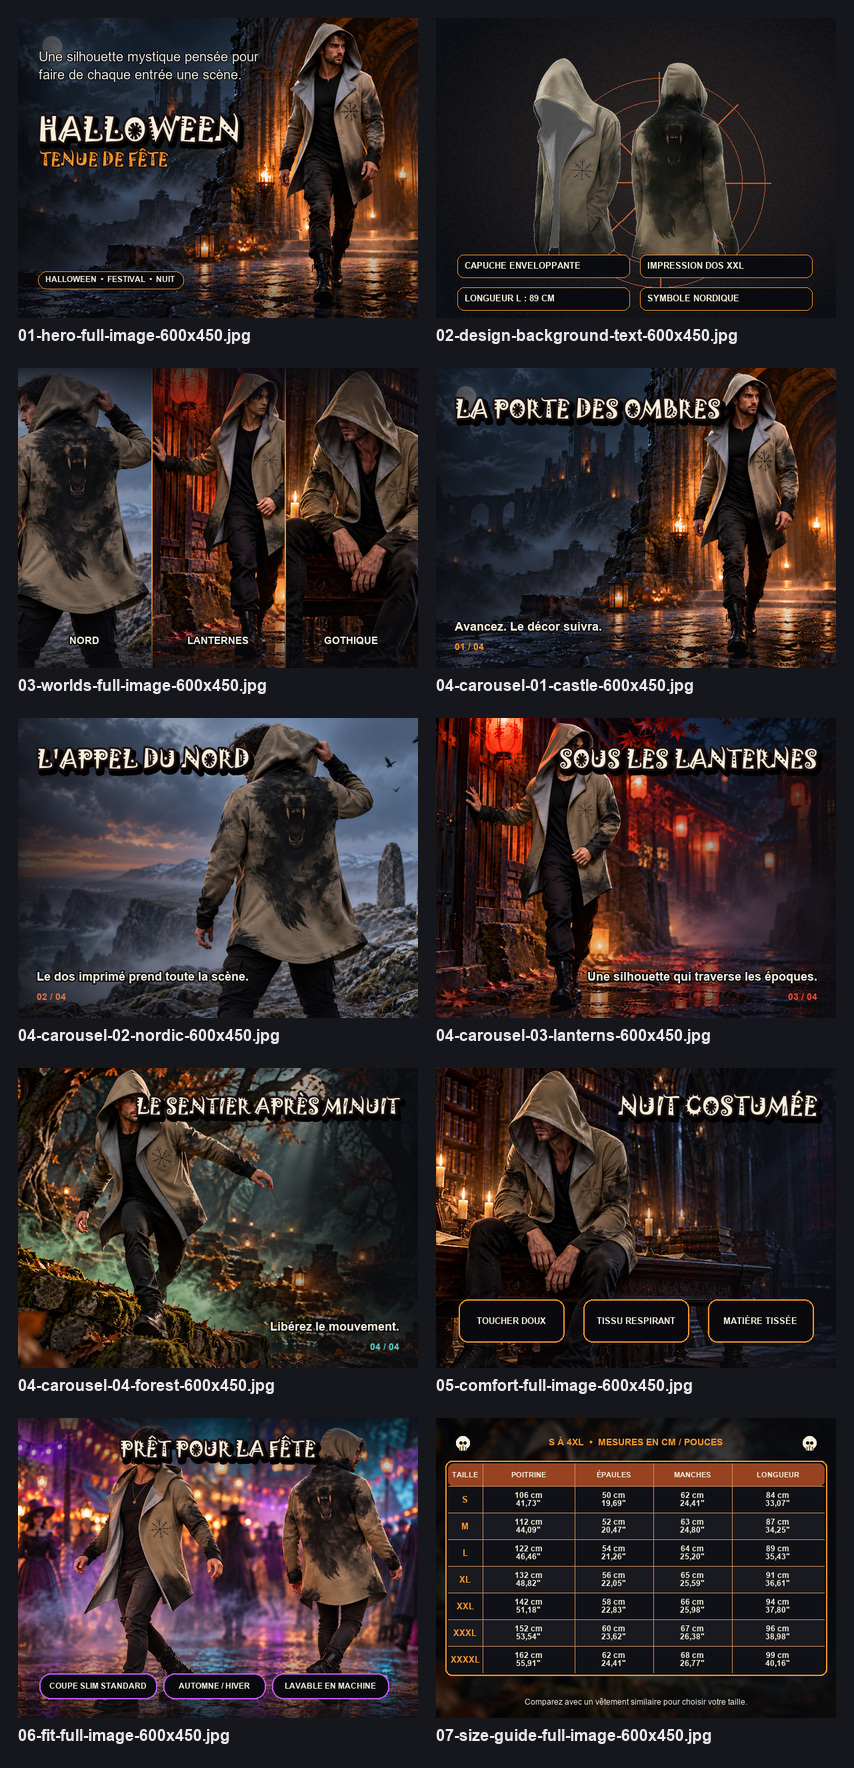 Une silhouette mystique pensée pour
faire de chaque entrée une scène.
HALLOWEEN
TENUE DE FÊTE
HALLOWEEN • FESTIVAL • NUIT
01-hero-full-image-600x450.jpg
CAPUCHE ENVELOPPANTE
IMPRESSION DOS XXL
LONGUEUR L : 89 CM
SYMBOLE NORDIQUE
02-design-background-text-600x450.jpg
NORD
LANTERNES
GOTHIQUE
03-worlds-full-image-600x450.jpg
LA PORTE DES OMBRES
Avancez. Le décor suivra.
01 / 04
04-carousel-01-castle-600x450.jpg
L'APPEL DU NORD
Le dos imprimé prend toute la scène.
02 / 04
04-carousel-02-nordic-600x450.jpg
SOUS LES LANTERNES
Une silhouette qui traverse les époques.
03 / 04
04-carousel-03-lanterns-600x450.jpg
LE SENTIER APRÈS MINUIT
Libérez le mouvement.
04 / 04
04-carousel-04-forest-600x450.jpg
NUIT COSTUMÉE
TOUCHER DOUX
TISSU RESPIRANT
MATIÈRE TISSÉE
05-comfort-full-image-600x450.jpg
PRÊT POUR LA FÊTE
COUPE SLIM STANDARD
AUTOMNE / HIVER
LAVABLE EN MACHINE
06-fit-full-image-600x450.jpg
S À 4XL • MESURES EN CM / POUCES
TAILLE POITRINE ÉPAULES MANCHES LONGUEUR
S 106 cm 41,73" 50 cm 19,69" 62 cm 24,41" 84 cm 33,07"
M 112 cm 44,09" 52 cm 20,47" 63 cm 24,80" 87 cm 34,25"
L 122 cm 46,46" 54 cm 21,26" 64 cm 25,20" 89 cm 35,43"
XL 132 cm 48,82" 56 cm 22,05" 65 cm 25,59" 91 cm 36,61"
XXL 142 cm 51,18" 58 cm 22,83" 66 cm 25,98" 94 cm 37,80"
XXXL 152 cm 53,54" 60 cm 23,62" 67 cm 26,38" 96 cm 38,98"
XXXXL 162 cm 55,91" 62 cm 24,41" 68 cm 26,77" 99 cm 40,16"
Comparez avec un vêtement similaire pour choisir votre taille.
07-size-guide-full-image-600x450.jpg